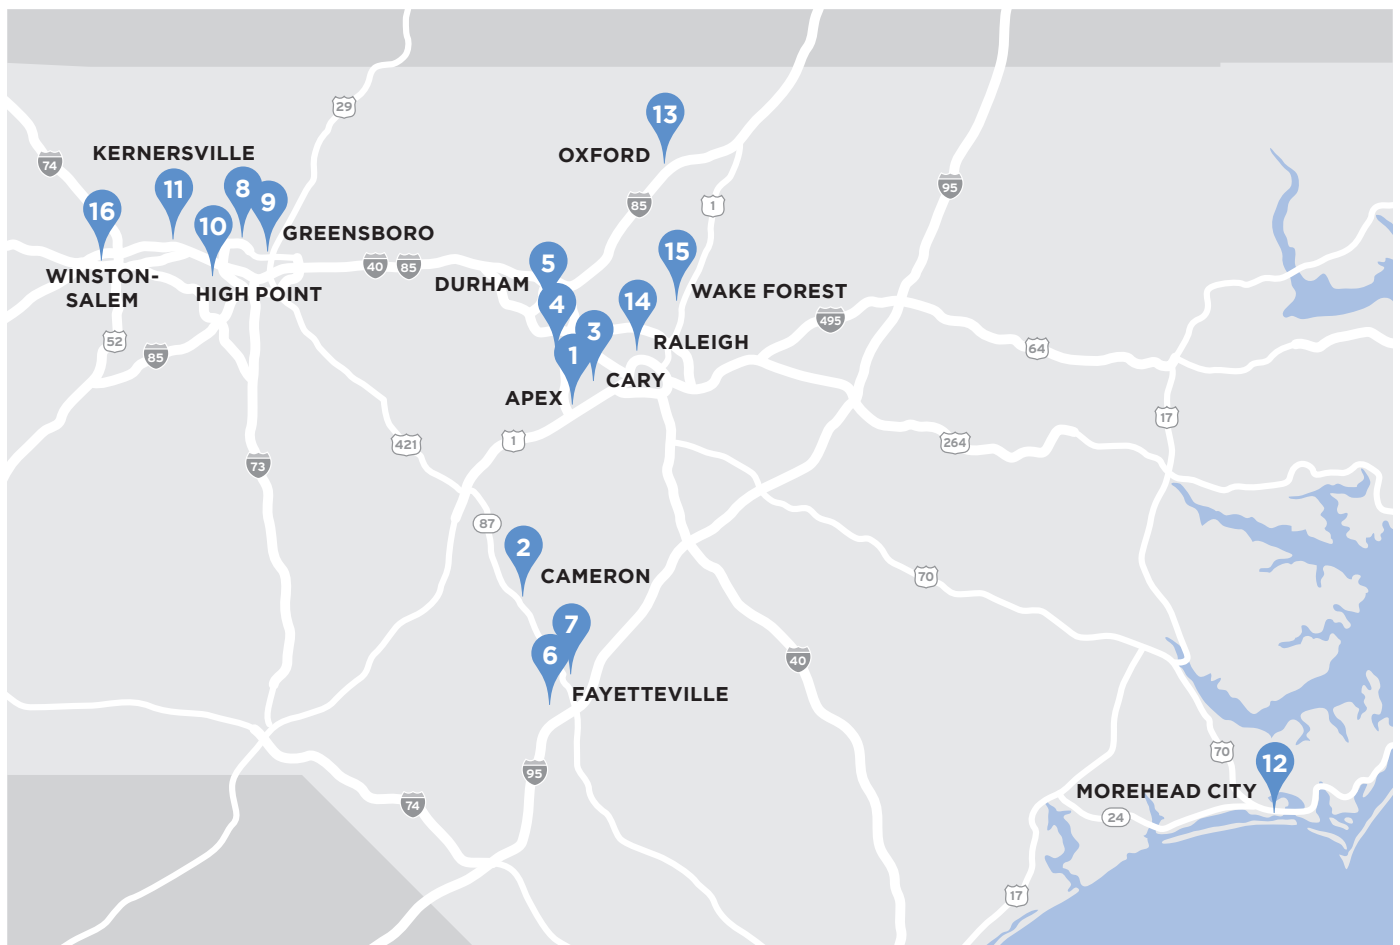 29
13
KERNERSVILLE
OXFORD
74
11
8
9
95
85
1
16
10
GREENSBORO
15
40
85
5
WINSTON-
SALEM
HIGH POINT
DURHAM
WAKE FOREST
4
14
495
3
52
85
1
RALEIGH
64
CARY
APEX
17
1
421
264
73
87
2
CAMERON
70
7
6
40
FAYETTEVILLE
70
12
95
MOREHEAD CITY
74
24
17